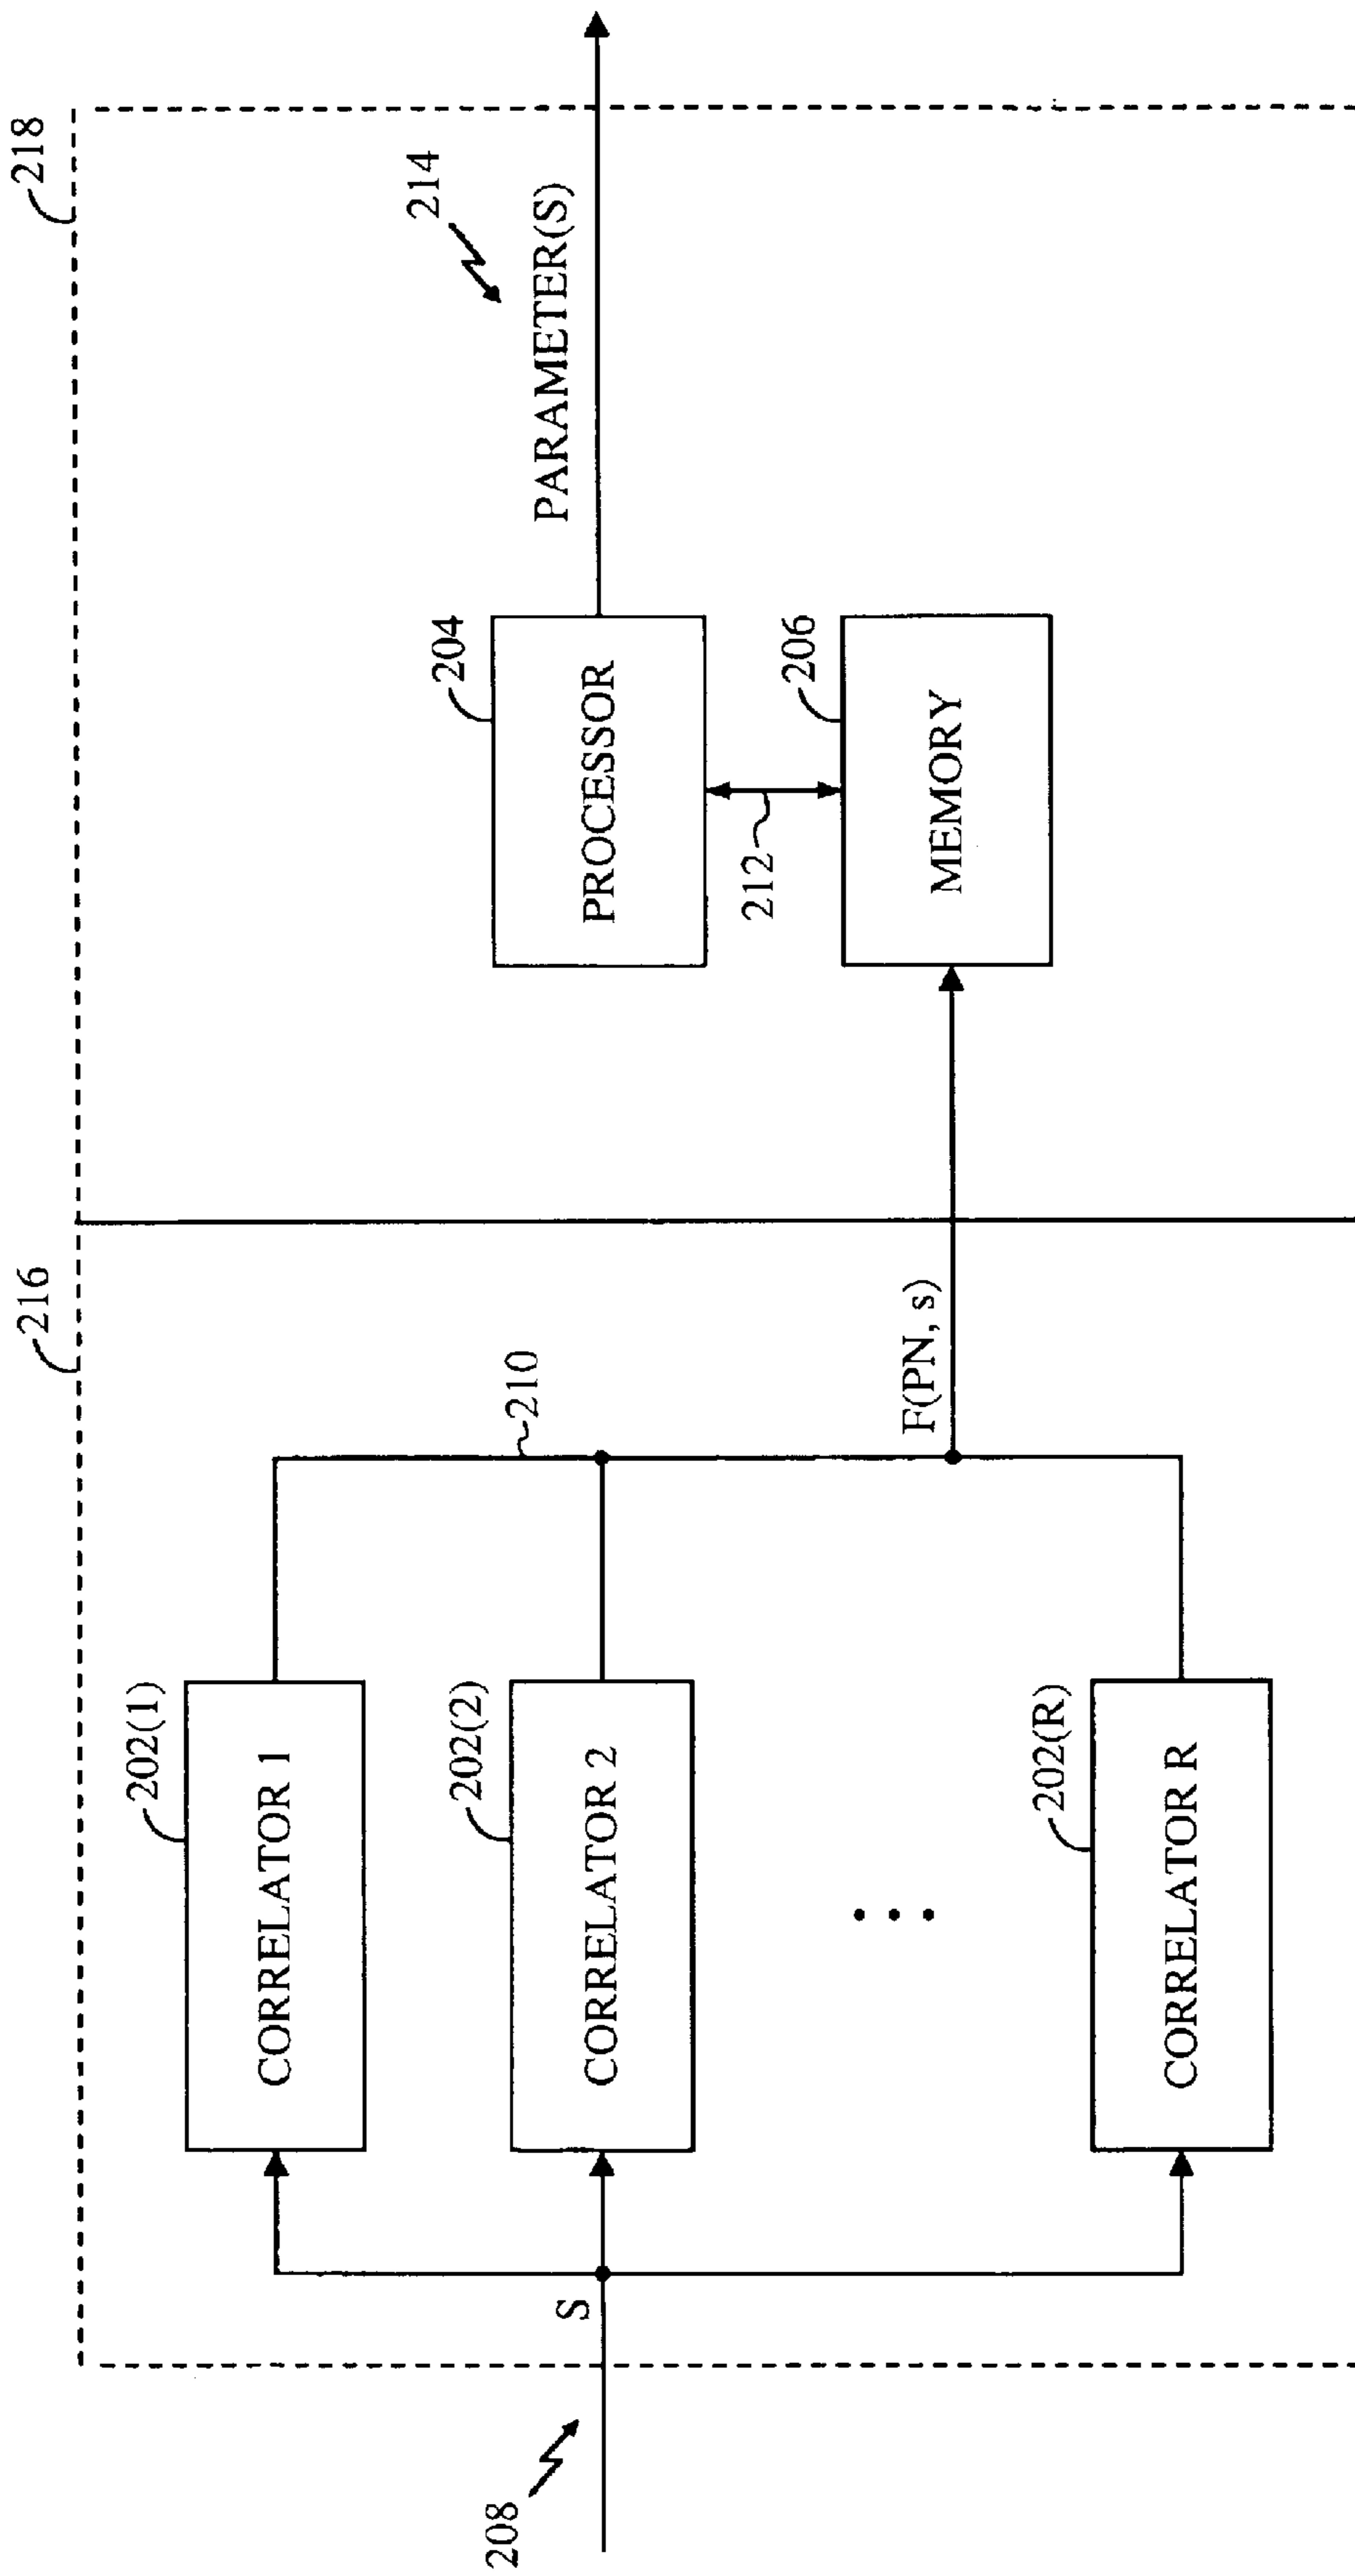 216
218
202(1)
CORRELATOR 1
210
204
PROCESSOR
PARAMETER(S)
214
208
S
202(2)
CORRELATOR 2
212
206
MEMORY
F(PN, s)
202(R)
CORRELATOR R